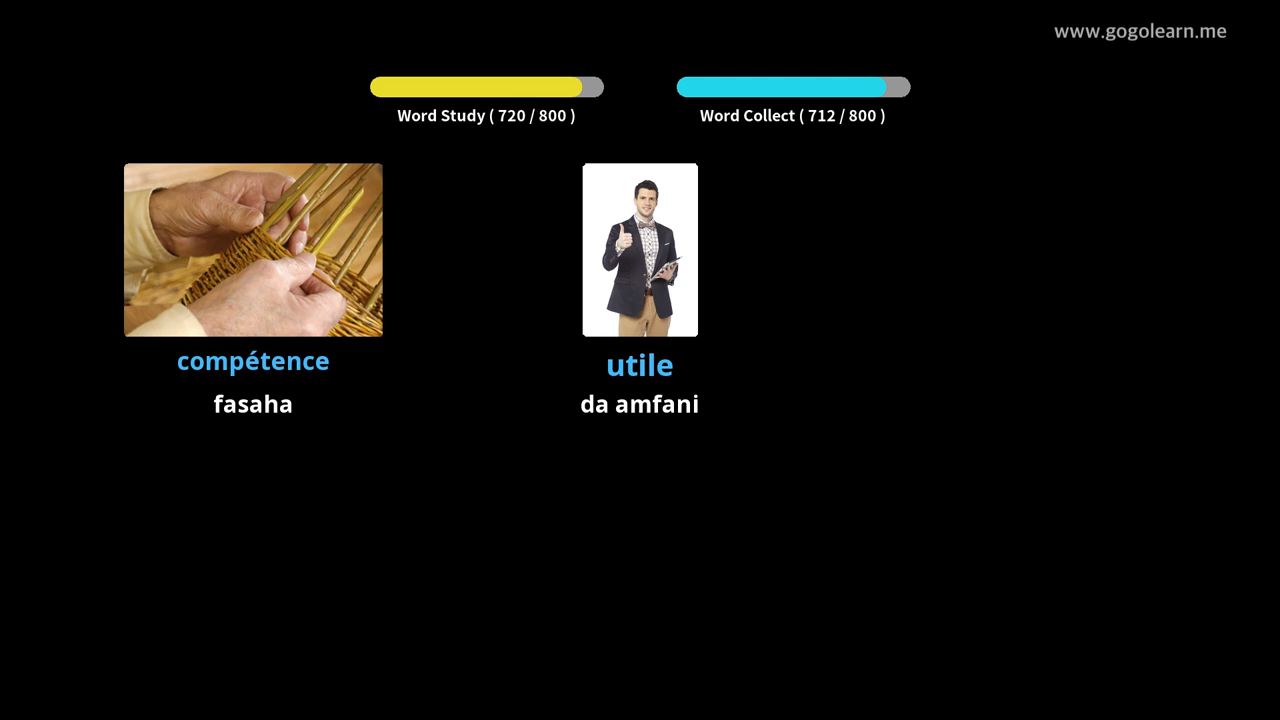 www.gogolearn.me
Word Study ( 720 / 800 )
Word Collect ( 712 / 800 )
compétence
fasaha
utile
da amfani